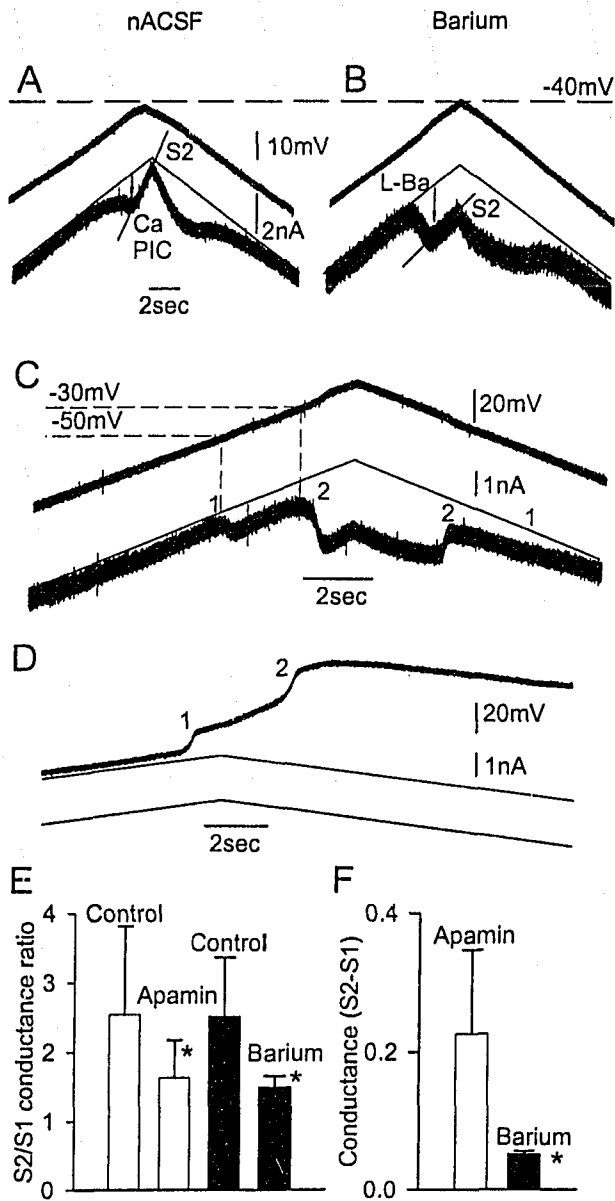 nACSF
Barium
A
B
-40mV
S2
10mV
L-Ba
S2
Ca
PIC
2nA
2sec
C
-30mV
-50mV
20mV
1nA
1
2
2
1
2sec
D
2
1
20mV
1nA
2sec
E
F
S2/S1 conductance ratio
4
3
2
1
0
Control
Apamin
*
Control
Barium
*
Conductance (S2-S1)
0.4
0.2
0.0
Apamin
Barium
*